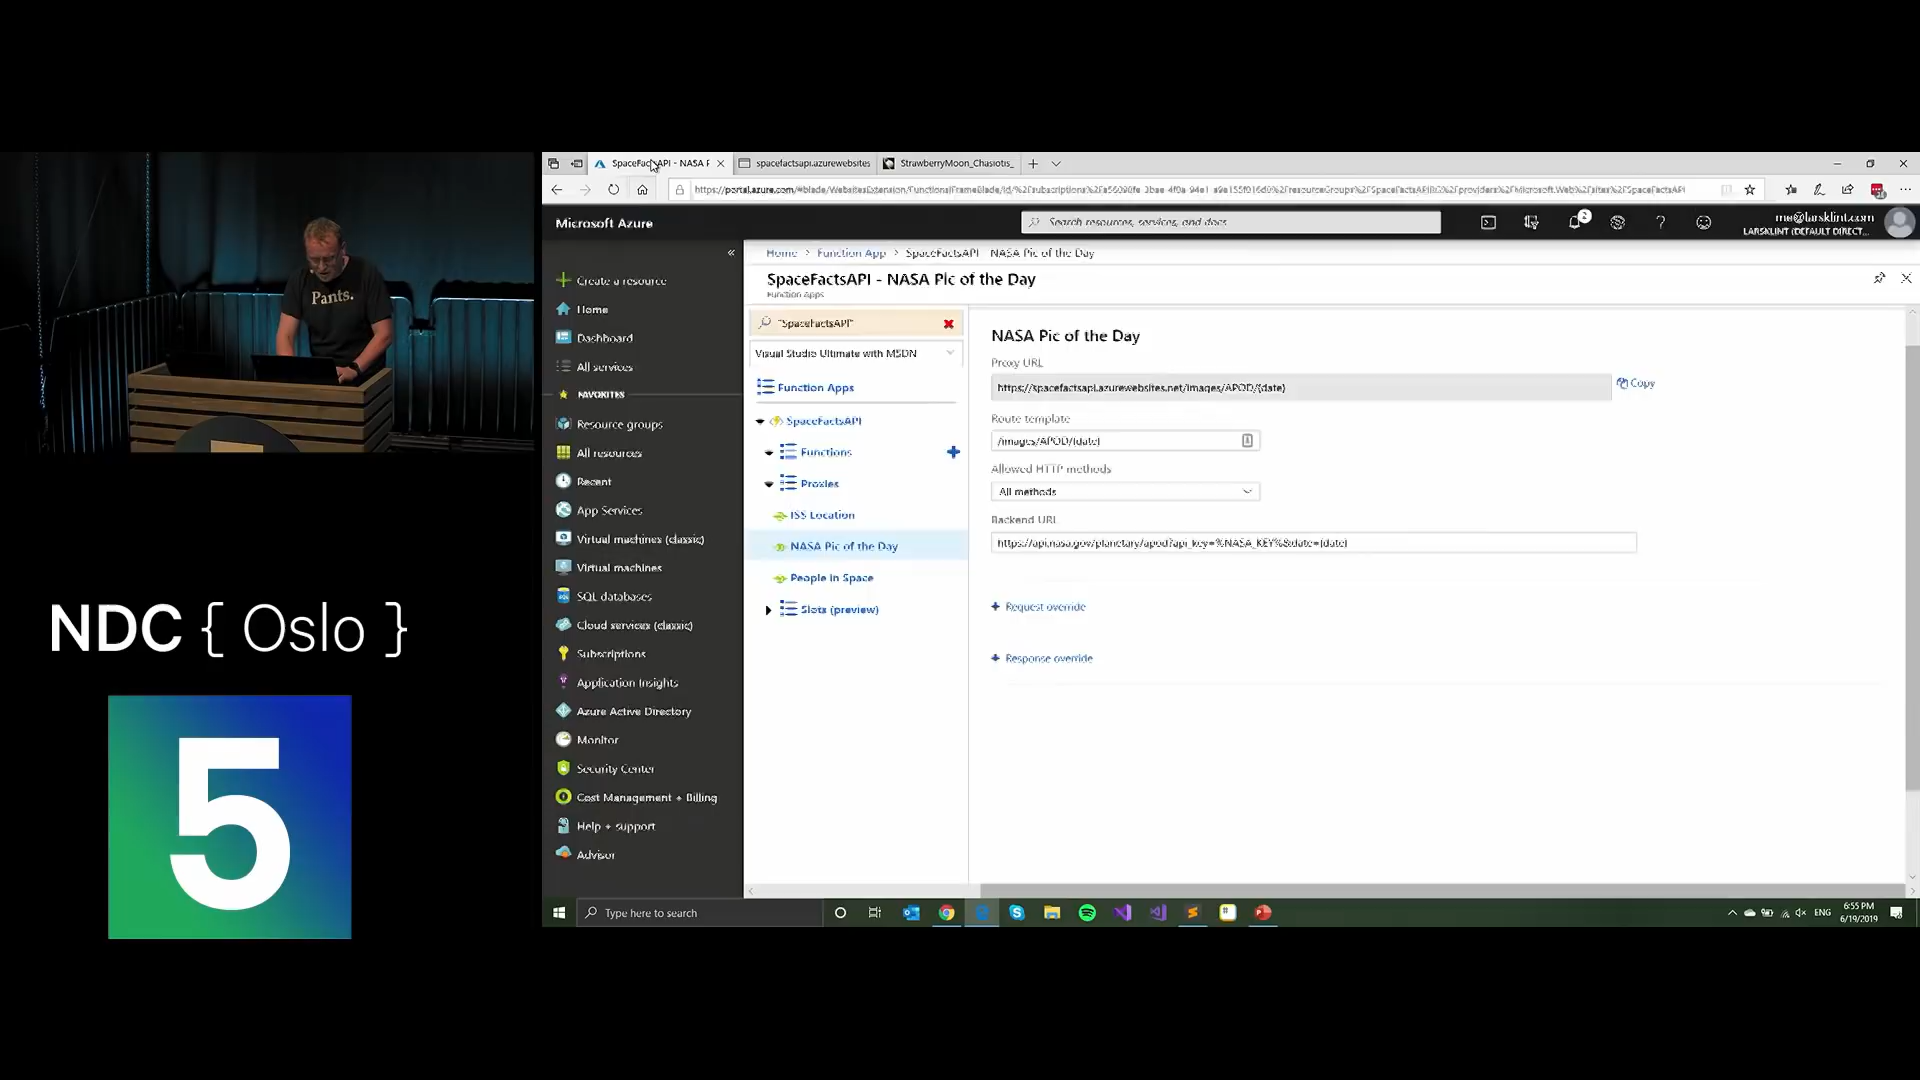 Pants.
NDC { Oslo }
5
SpaceFactsAPI - NASA F
spacefactsapi.azurewebsites
StrawberryMoon_Chasiotis_
Microsoft Azure
Search resources, services, and docs
2
me@larsklint.com
LARSKLINT (DEFAULT DIRECT...
Create a resource
Home
Dashboard
All services
FAVORITES
Resource groups
All resources
Recent
App Services
Virtual machines (classic)
Virtual machines
SQL databases
Cloud services (classic)
Subscriptions
Application Insights
Azure Active Directory
Monitor
Security Center
Cost Management + Billing
Help + support
Advisor
Home > Function App > SpaceFactsAPI - NASA Pic of the Day
SpaceFactsAPI - NASA Pic of the Day
Function Apps
"SpaceFactsAPI"
Visual Studio Ultimate with MSDN
Function Apps
SpaceFactsAPI
Functions
Proxies
ISS Location
NASA Pic of the Day
People in Space
Slots (preview)
NASA Pic of the Day
Proxy URL
https://spacefactsapi.azurewebsites.net/images/APOD/{date}
Copy
Route template
/images/APOD/{date}
Allowed HTTP methods
All methods
Backend URL
https://api.nasa.gov/planetary/apod?api_key=%NASA_KEY%&date={date}
Request override
Response override
Type here to search
ENG
6:55 PM
6/19/2019